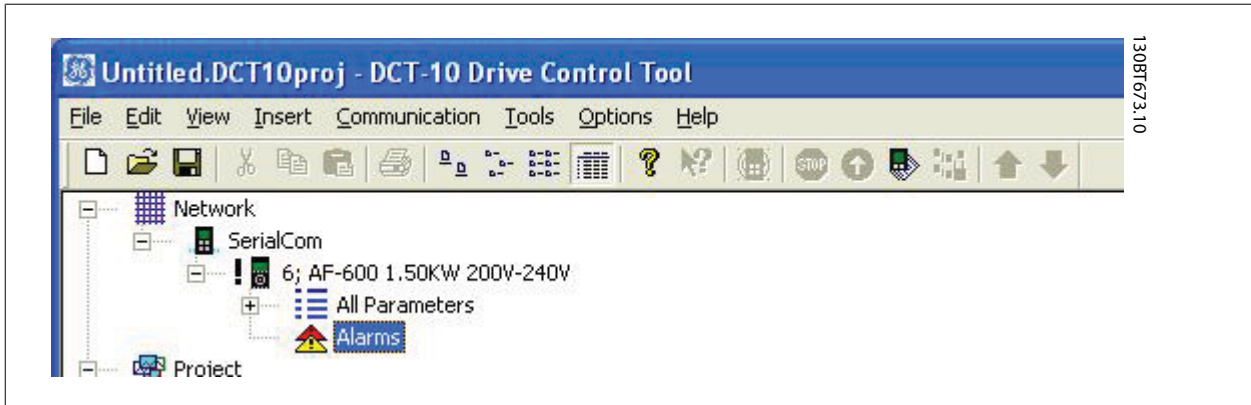 Untitled.DCT10proj - DCT-10 Drive Control Tool
File Edit View Insert Communication Tools Options Help
STOP
Network
SerialCom
6; AF-600 1.50KW 200V-240V
All Parameters
Alarms
Project
130BT673.10